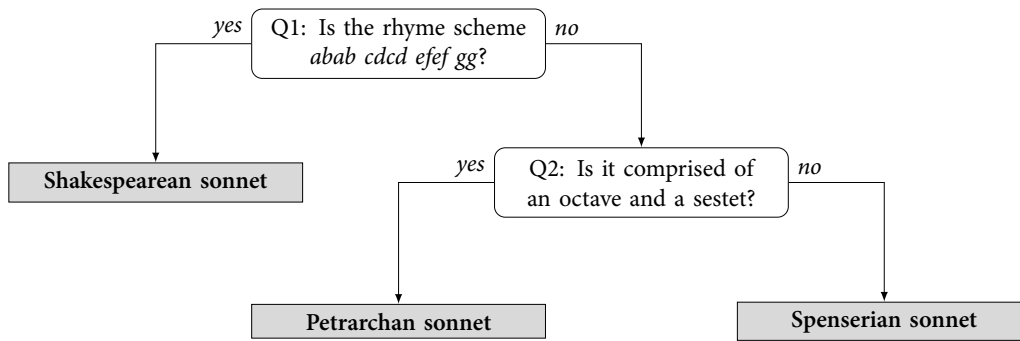 yes
Q1: Is the rhyme scheme
abab cdcd efef gg?
no
Shakespearean sonnet
yes
Q2: Is it comprised of
an octave and a sestet?
no
Petrarchan sonnet
Spenserian sonnet